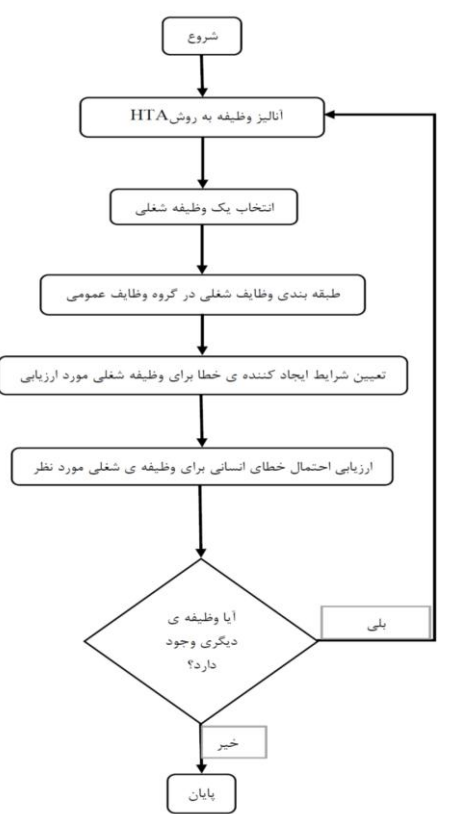 شروع
آنالیز وظیفه به روش HTA
انتخاب یک وظیفه شغلی
طبقه بندی وظایف شغلی در گروه وظایف عمومی
تعیین شرایط ایجاد کننده ی خطا برای وظیفه شغلی مورد ارزیابی
ارزیابی احتمال خطای انسانی برای وظیفه ی شغلی مورد نظر
آیا وظیفه ی
دیگری وجود
دارد؟
بلی
خیر
پایان